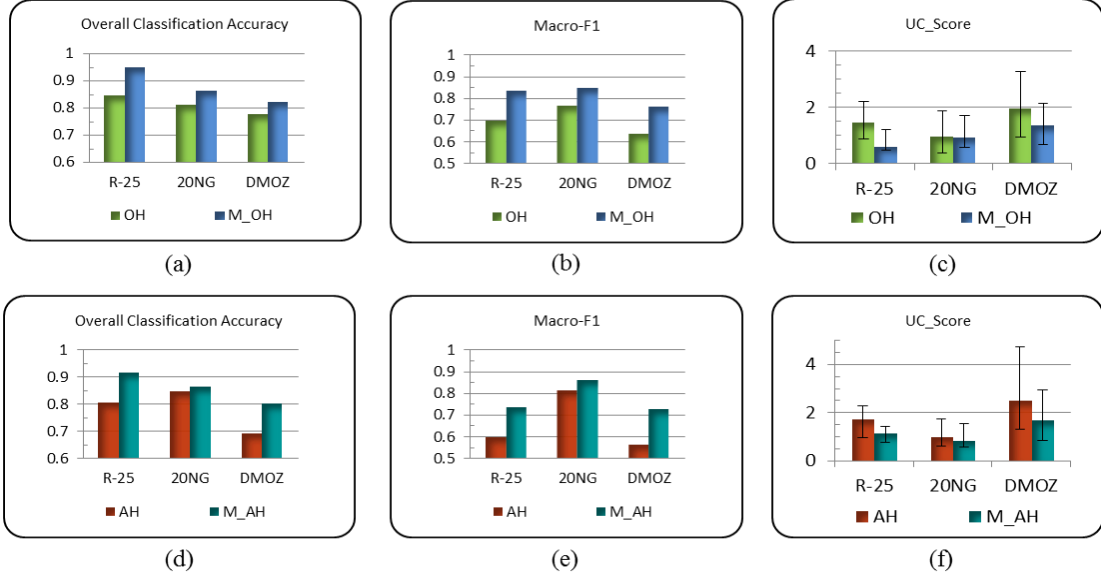 Overall Classification Accuracy
1
0.9
0.8
0.7
0.6
R-25 20NG DMOZ
OH M_OH
(a)
Macro-F1
1
0.9
0.8
0.7
0.6
0.5
R-25 20NG DMOZ
OH M_OH
(b)
UC_Score
4
2
0
R-25 20NG DMOZ
OH M_OH
(c)
Overall Classification Accuracy
1
0.9
0.8
0.7
0.6
R-25 20NG DMOZ
AH M_AH
(d)
Macro-F1
1
0.9
0.8
0.7
0.6
0.5
R-25 20NG DMOZ
AH M_AH
(e)
UC_Score
4
2
0
R-25 20NG DMOZ
AH M_AH
(f)